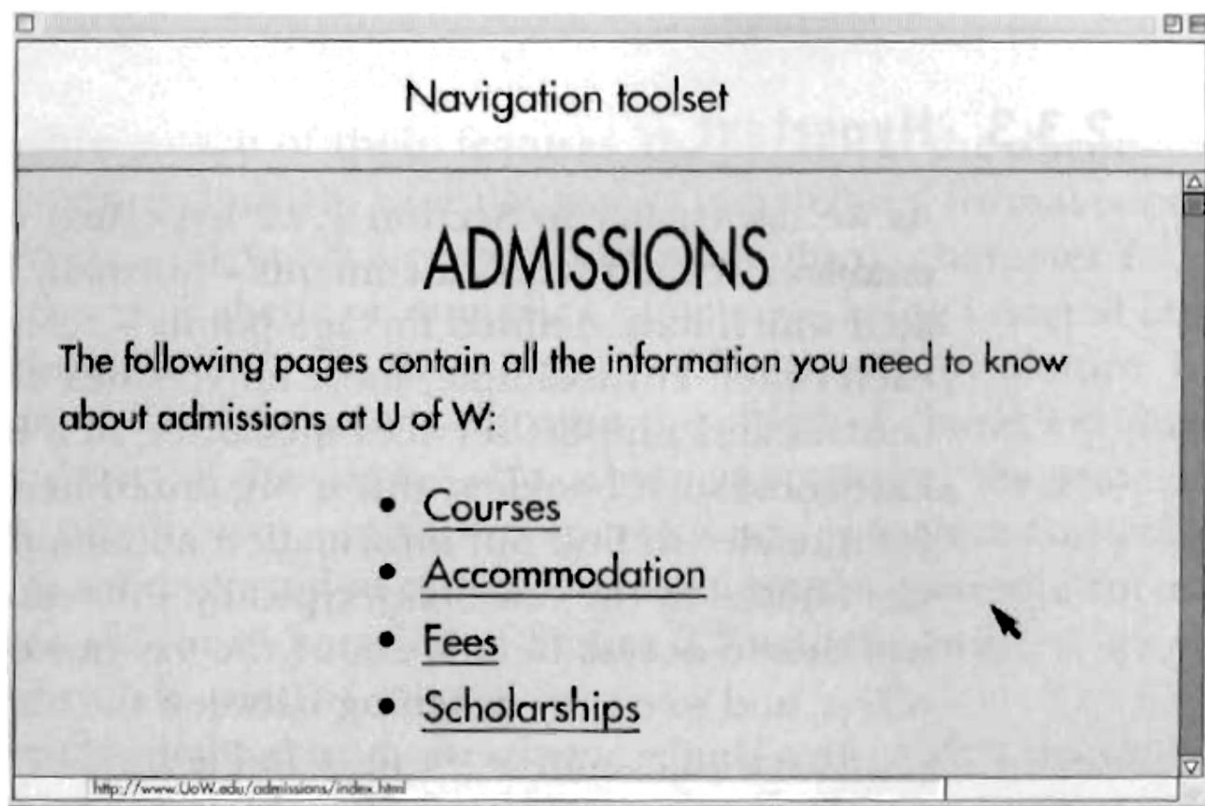 Navigation toolset
ADMISSIONS
The following pages contain all the information you need to know
about admissions at U of W:
• Courses
• Accommodation
• Fees
• Scholarships
http://www.UoW.edu/admissions/index.html